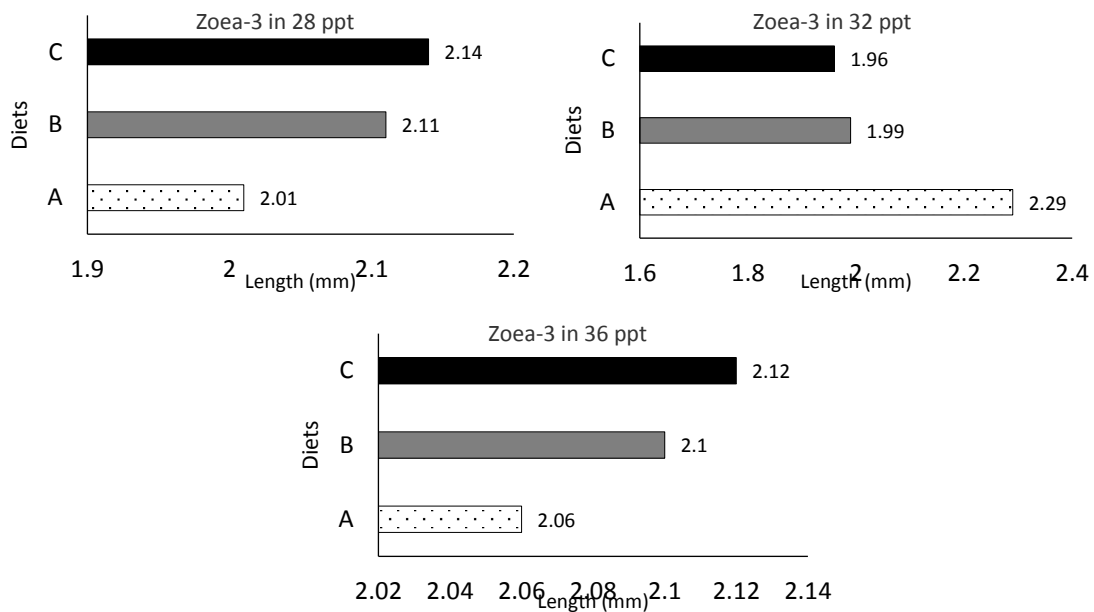 Zoea-3 in 28 ppt
Diets
C
2.14
B
2.11
A
2.01
1.9 2 2.1 2.2
Length (mm)
Zoea-3 in 32 ppt
Diets
C
1.96
B
1.99
A
2.29
1.6 1.8 2 2.2 2.4
Length (mm)
Zoea-3 in 36 ppt
Diets
C
2.12
B
2.1
A
2.06
2.02 2.04 2.06 2.08 2.1 2.12 2.14
Length (mm)